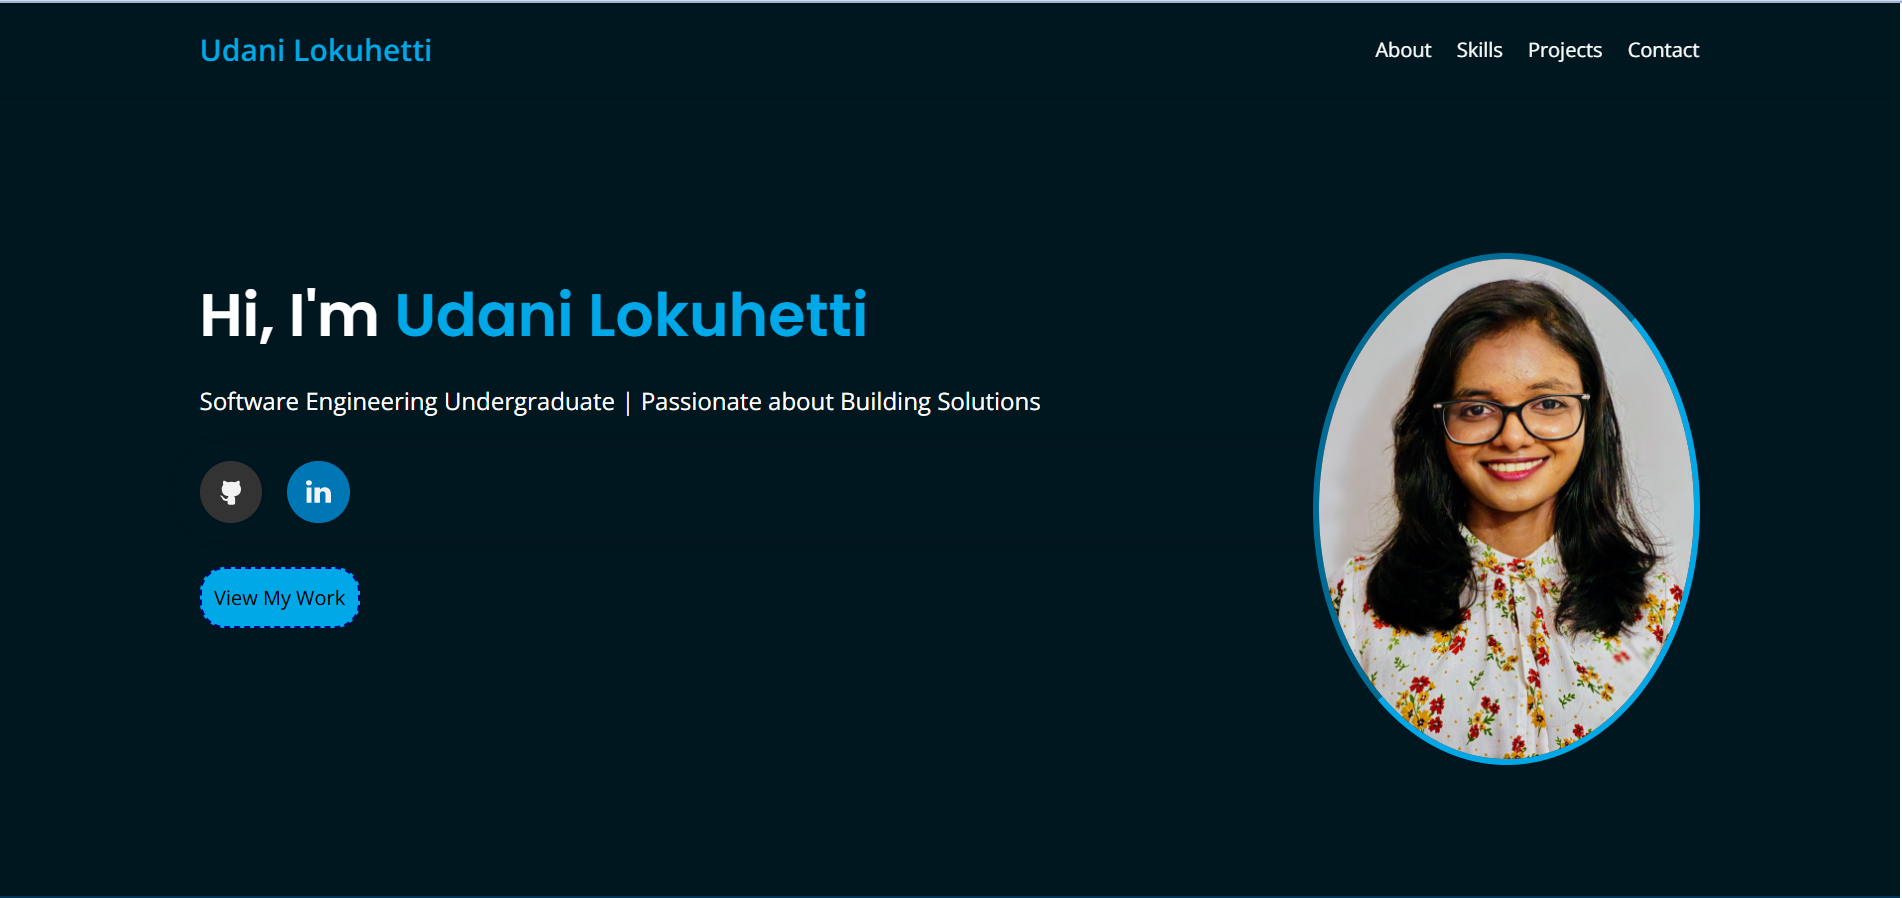 Udani Lokuhetti
About Skills Projects Contact
Hi, I'm Udani Lokuhetti
Software Engineering Undergraduate | Passionate about Building Solutions
in
View My Work